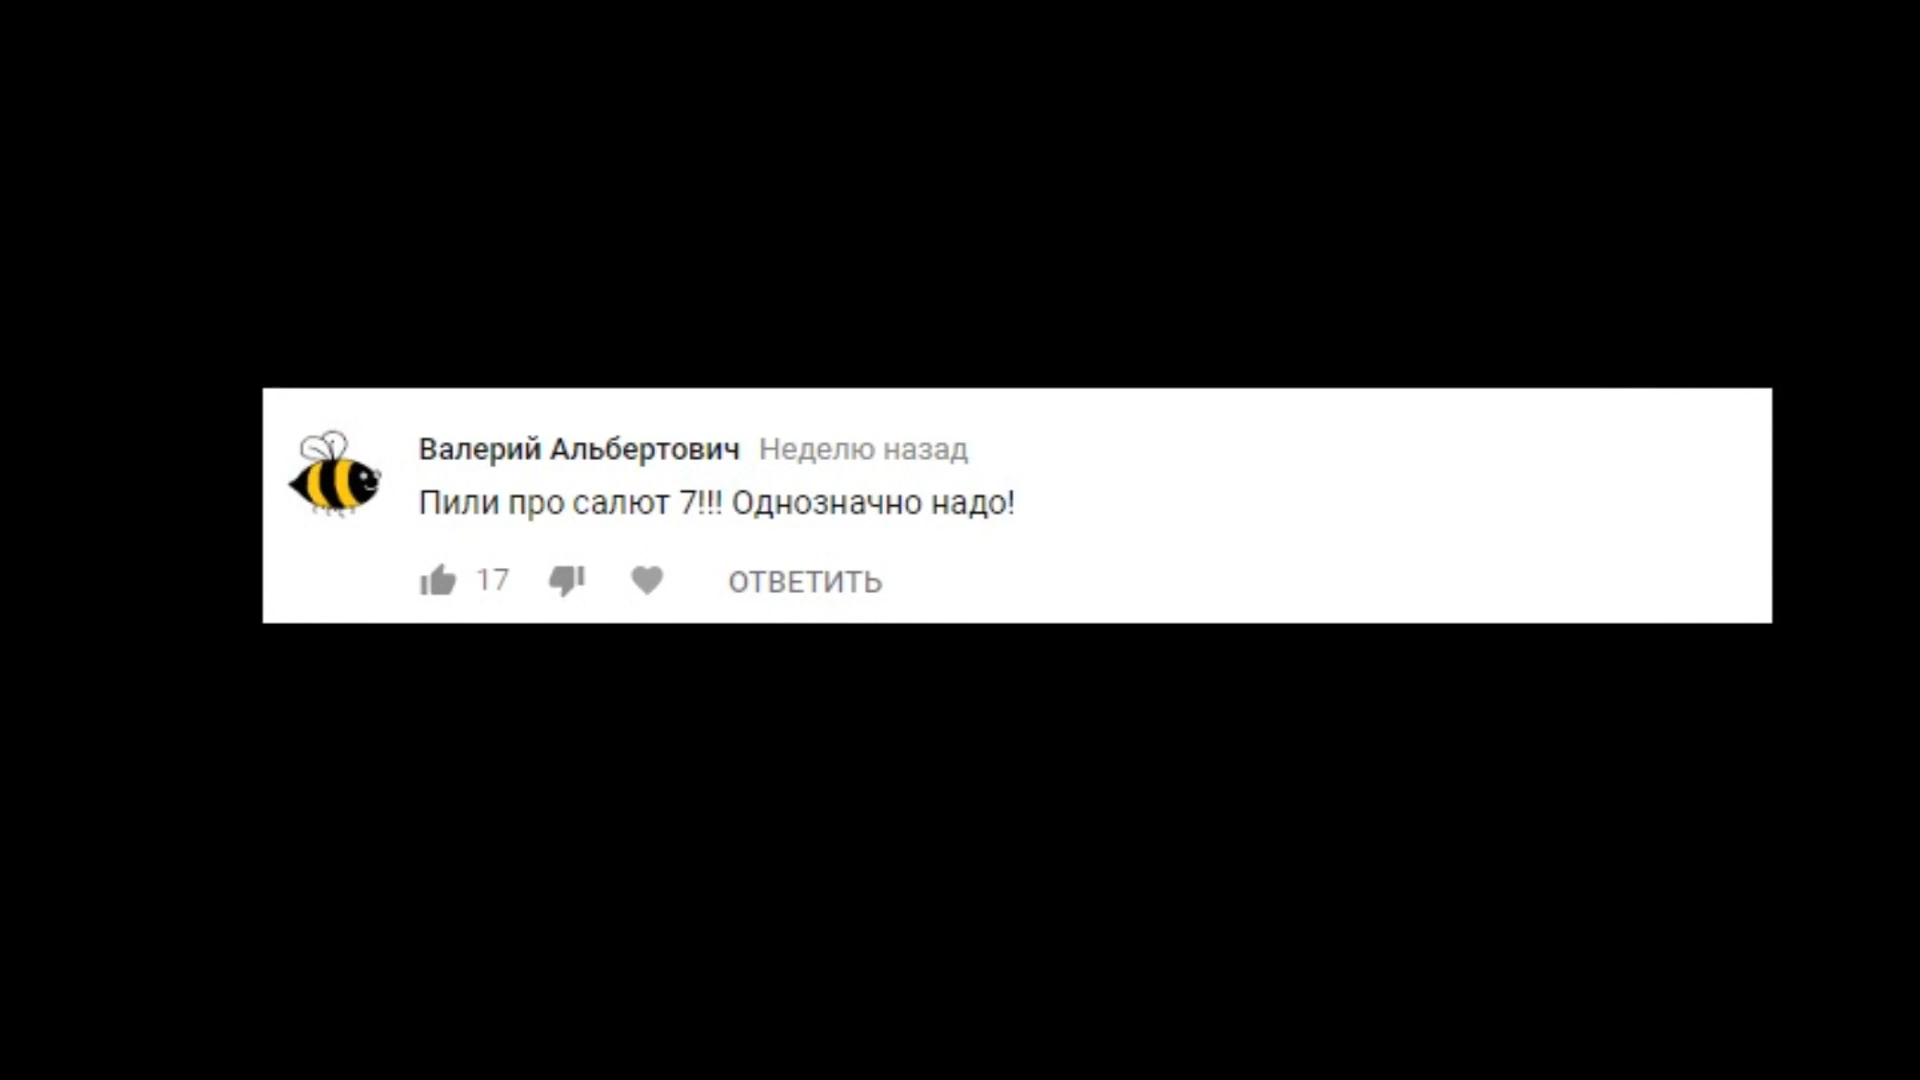 Валерий Альбертович Неделю назад
Пили про салют 7!!! Однозначно надо!
17 ОТВЕТИТЬ